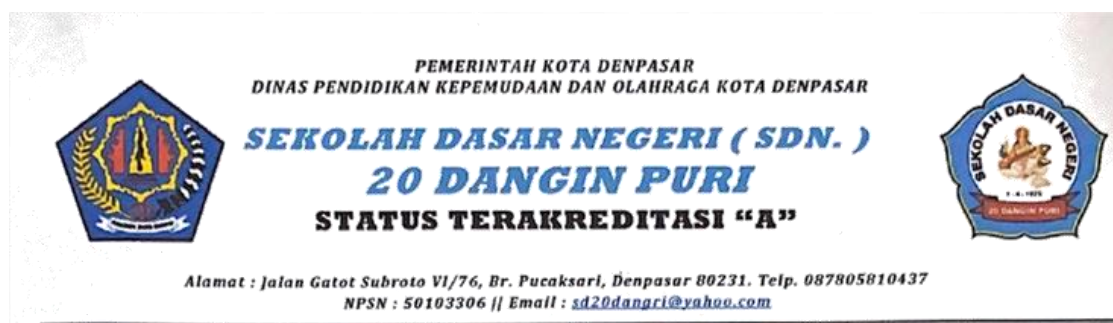 PEMERINTAH KOTA DENPASAR
DINAS PENDIDIKAN KEPEMUDAAN DAN OLAHRAGA KOTA DENPASAR
SEKOLAH DASAR NEGERI ( SDN. )
20 DANGIN PURI
STATUS TERAKREDITASI “A”
SEKOLAH DASAR NEGERI
20 DANGIN PURI
Alamat : Jalan Gatot Subroto VI/76, Br. Pucaksari, Denpasar 80231. Telp. 087805810437
NPSN : 50103306 || Email : sd20dangri@yahoo.com